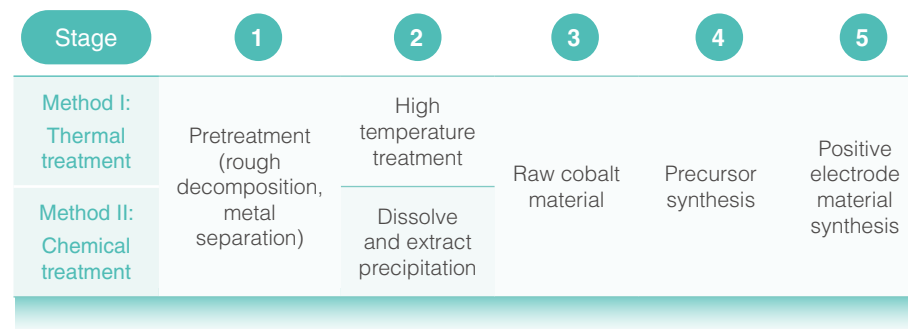 Stage
1
2
3
4
5
Method I:
Thermal
treatment
Pretreatment
(rough
decomposition,
metal
separation)
High
temperature
treatment
Raw cobalt
material
Precursor
synthesis
Positive
electrode
material
synthesis
Method II:
Chemical
treatment
Dissolve
and extract
precipitation